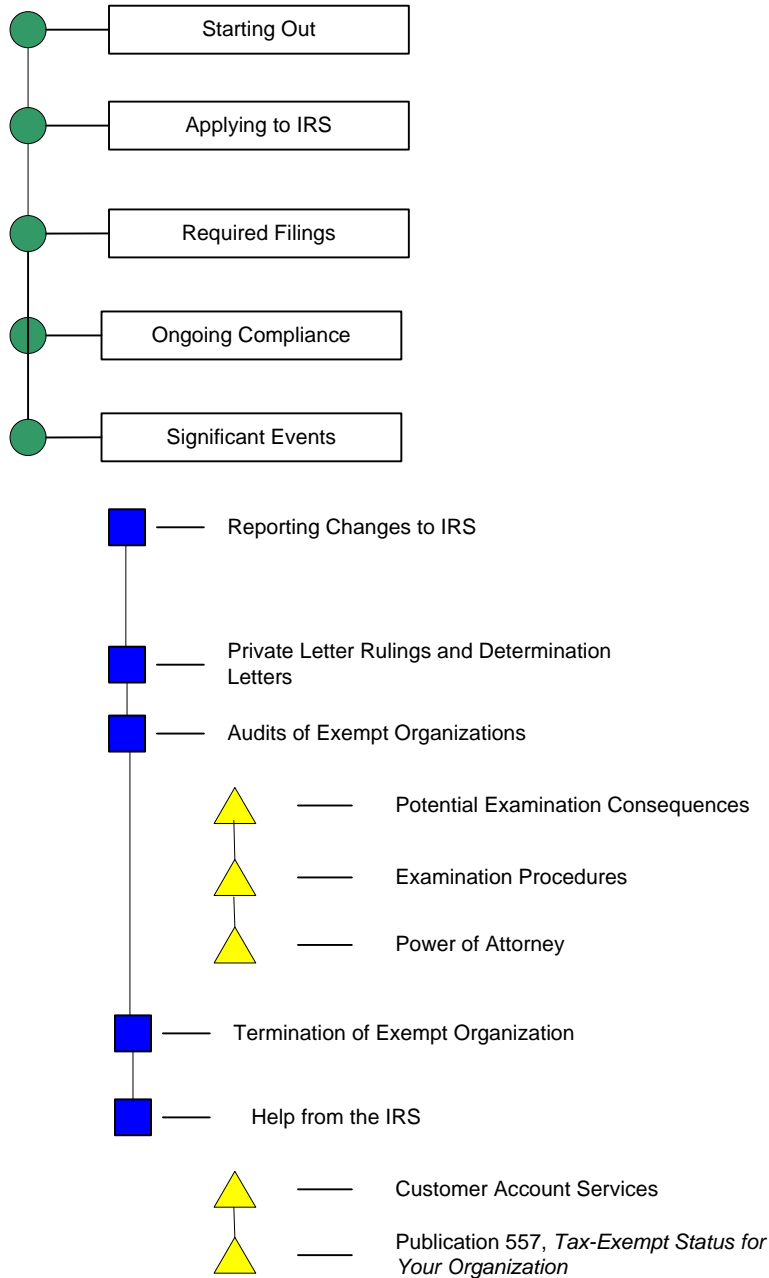 Starting Out
Applying to IRS
Required Filings
Ongoing Compliance
Significant Events
Reporting Changes to IRS
Private Letter Rulings and Determination
Letters
Audits of Exempt Organizations
Potential Examination Consequences
Examination Procedures
Power of Attorney
Termination of Exempt Organization
Help from the IRS
Customer Account Services
Publication 557, Tax-Exempt Status for
Your Organization